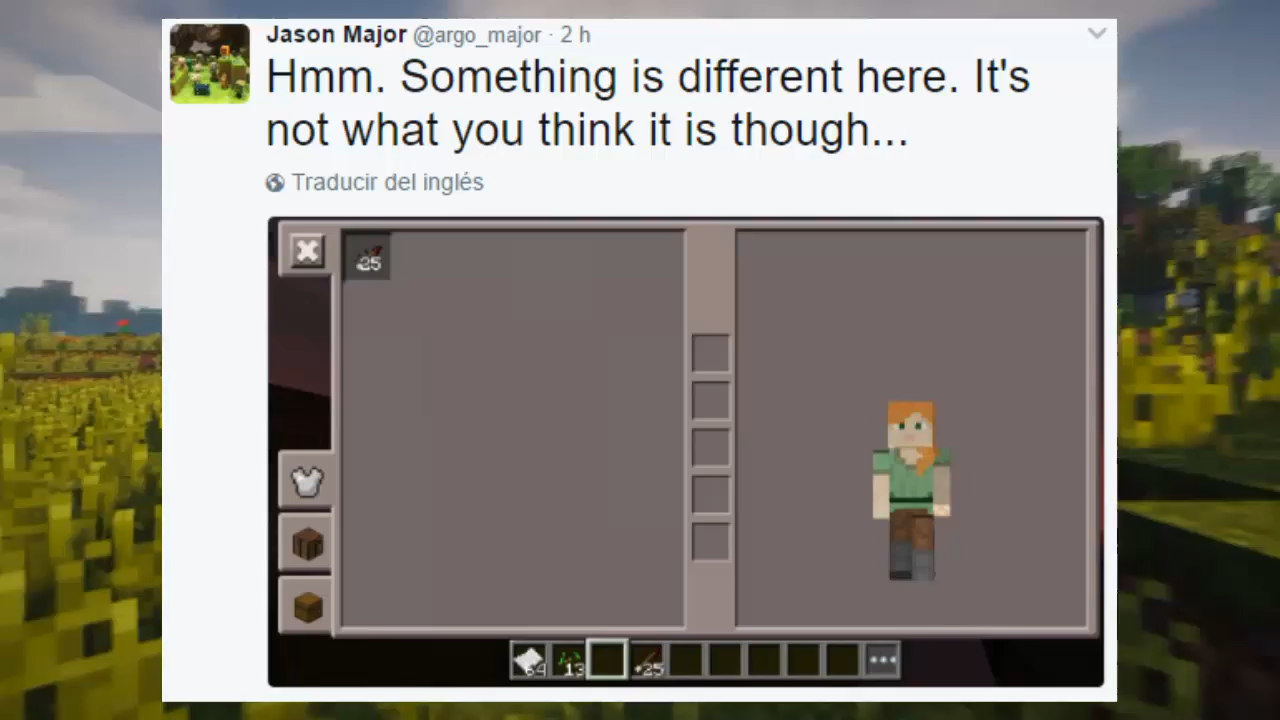 Jason Major @argo_major · 2 h
Hmm. Something is different here. It's
not what you think it is though...
Traducir del inglés
25
64 13 25